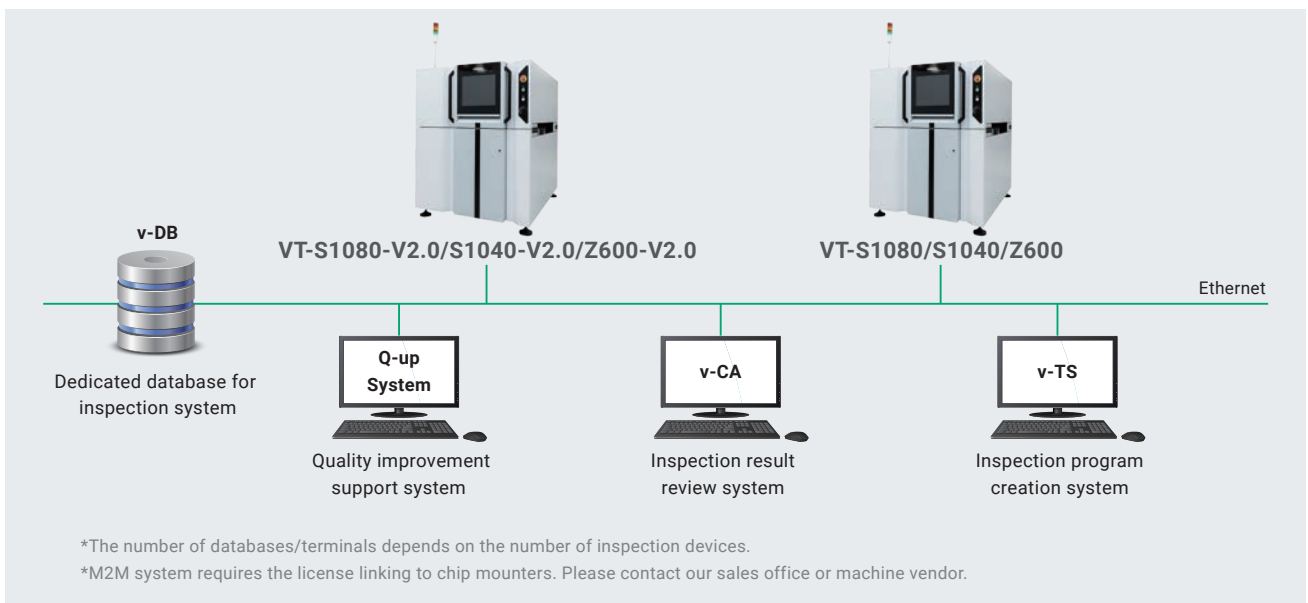 v-DB
VT-S1080-V2.0/S1040-V2.0/Z600-V2.0
VT-S1080/S1040/Z600
Ethernet
Dedicated database for
inspection system
Q-up
System
Quality improvement
support system
v-CA
Inspection result
review system
v-TS
Inspection program
creation system
*The number of databases/terminals depends on the number of inspection devices.
*M2M system requires the license linking to chip mounters. Please contact our sales office or machine vendor.